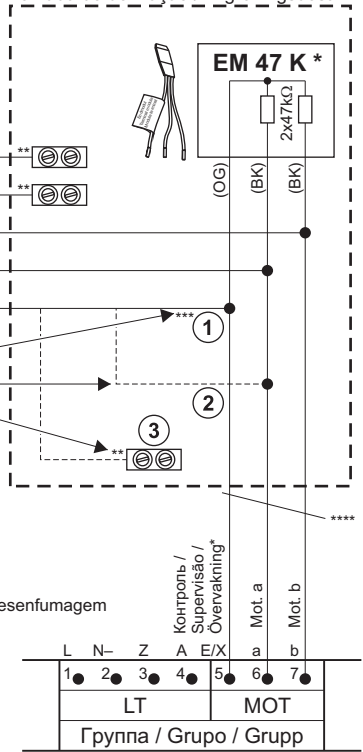 EM 47 K *
2x47kΩ
**
**
(OG)
(BK)
(BK)
*** 1
2
3
**
****
esenfumagem
Контроль /
Supervisão /
Övervakning*
Mot. a
Mot. b
L N– Z A E/X a b
1 2 3 4 5 6 7
LT MOT
Группа / Grupo / Grupp